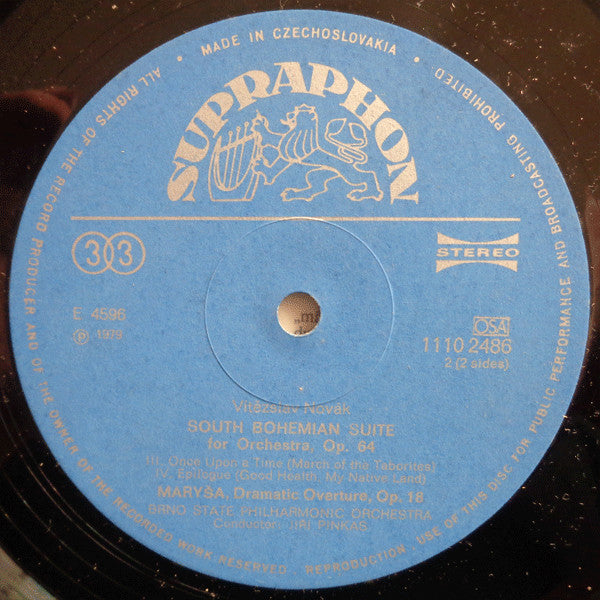 • MADE IN CZECHOSLOVAKIA •
ALL RIGHTS OF THE RECORD PRODUCER AND OF THE OWNER OF THE RECORDED WORK RESERVED. REPRODUCTION, USE OF THIS DISC FOR PUBLIC PERFORMANCE AND BROADCASTING PROHIBITED
SUPRAPHON
33
STEREO
E 4596
℗ 1979
OSA
1110 2486
2 (2 sides)
Vítězslav Novák
SOUTH BOHEMIAN SUITE
for Orchestra, Op. 64
III. Once Upon a Time (March of the Taborites)
IV. Epilogue (Good Health, My Native Land)
MARYŠA, Dramatic Overture, Op. 18
BRNO STATE PHILHARMONIC ORCHESTRA
Conductor: JIŘÍ PINKAS